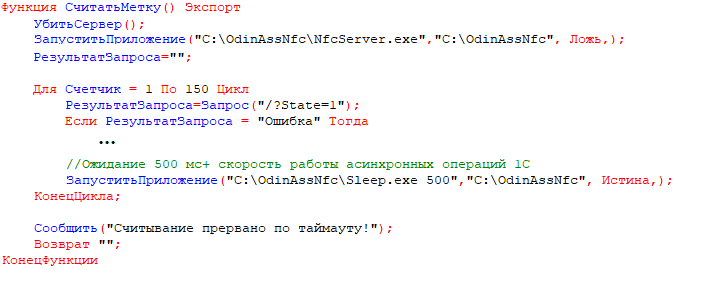 Функция СчитатьМетку() Экспорт
УбитьСервер();
ЗапуститьПриложение("C:\OdinAssNfc\NfcServer.exe","C:\OdinAssNfc", Ложь,);
РезультатЗапроса="";
Для Счетчик = 1 По 150 Цикл
РезультатЗапроса=Запрос("/?State=1");
Если РезультатЗапроса = "Ошибка" Тогда
...
//Ожидание 500 мс+ скорость работы асинхронных операций 1С
ЗапуститьПриложение("C:\OdinAssNfc\Sleep.exe 500","C:\OdinAssNfc", Истина,);
КонецЦикла;
Сообщить("Считывание прервано по таймауту!");
Возврат "";
КонецФункции